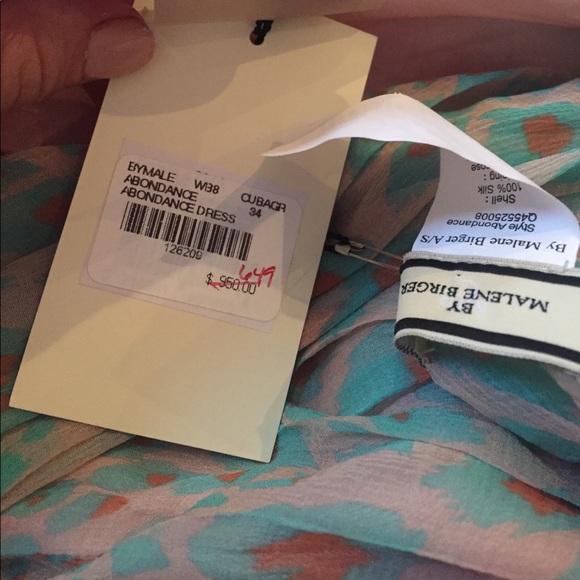 BYMALE WI38 CUBAGR
ABONDANCE 34
ABONDANCE DRESS
126209
$ 950.00 649
By Malene Birger A/S
Style Abondance
Q45525008
Shell :
100% Silk
BY
MALENE BIRGER